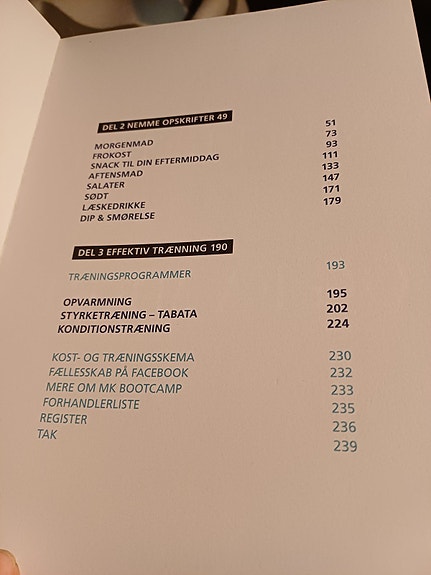 DEL 2 NEMME OPSKRIFTER 49
MORGENMAD 51
FROKOST 73
SNACK TIL DIN EFTERMIDDAG 93
AFTENSMAD 111
SALATER 133
SØDT 147
LÆSKEDRIKKE 171
DIP & SMØRELSE 179
DEL 3 EFFEKTIV TRÆNNING 190
TRÆNINGSPROGRAMMER 193
OPVARMNING 195
STYRKETRÆNING – TABATA 202
KONDITIONSTRÆNING 224
KOST- OG TRÆNINGSSKEMA 230
FÆLLESSKAB PÅ FACEBOOK 232
MERE OM MK BOOTCAMP 233
FORHANDLERLISTE 235
REGISTER 236
TAK 239